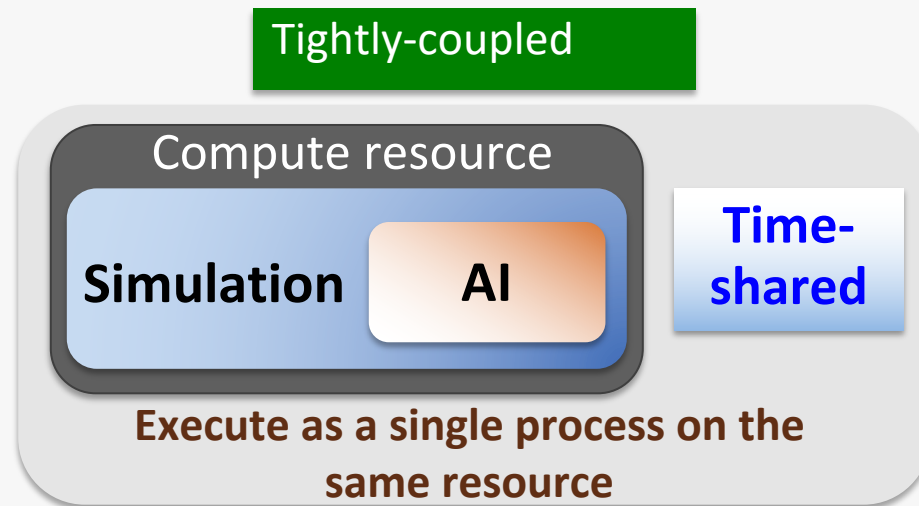 Tightly-coupled
Compute resource
Simulation
AI
Time-
shared
Execute as a single process on the
same resource